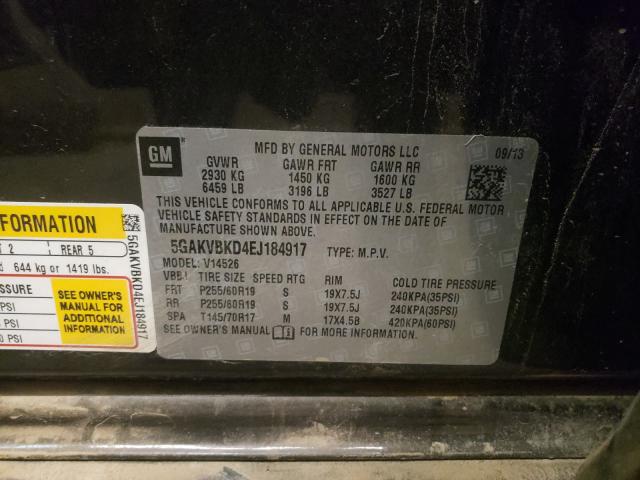 GM
MFD BY GENERAL MOTORS LLC 09/13
GVWR GAWR FRT GAWR RR
2930 KG 1450 KG 1600 KG
6459 LB 3196 LB 3527 LB
THIS VEHICLE CONFORMS TO ALL APPLICABLE U.S. FEDERAL MOTOR
VEHICLE SAFETY STANDARDS IN EFFECT ON THE DATE OF
MANUFACTURE SHOWN ABOVE.
5GAKVBKD4EJ184917 TYPE: M.P.V.
MODEL: V14526
TIRE SIZE SPEED RTG RIM COLD TIRE PRESSURE
FRT P255/60R19 S 19X7.5J 240KPA(35PSI)
RR P255/60R19 S 19X7.5J 240KPA(35PSI)
SPA T145/70R17 M 17X4.5B 420KPA(60PSI)
SEE OWNER'S MANUAL FOR MORE INFORMATION.
FORMATION
2 REAR 5
644 kg or 1419 lbs.
SSURE
PSI
PSI
0 PSI
SEE OWNER'S
MANUAL FOR
ADDITIONAL
INFORMATION
5GAKVBKD4EJ184917